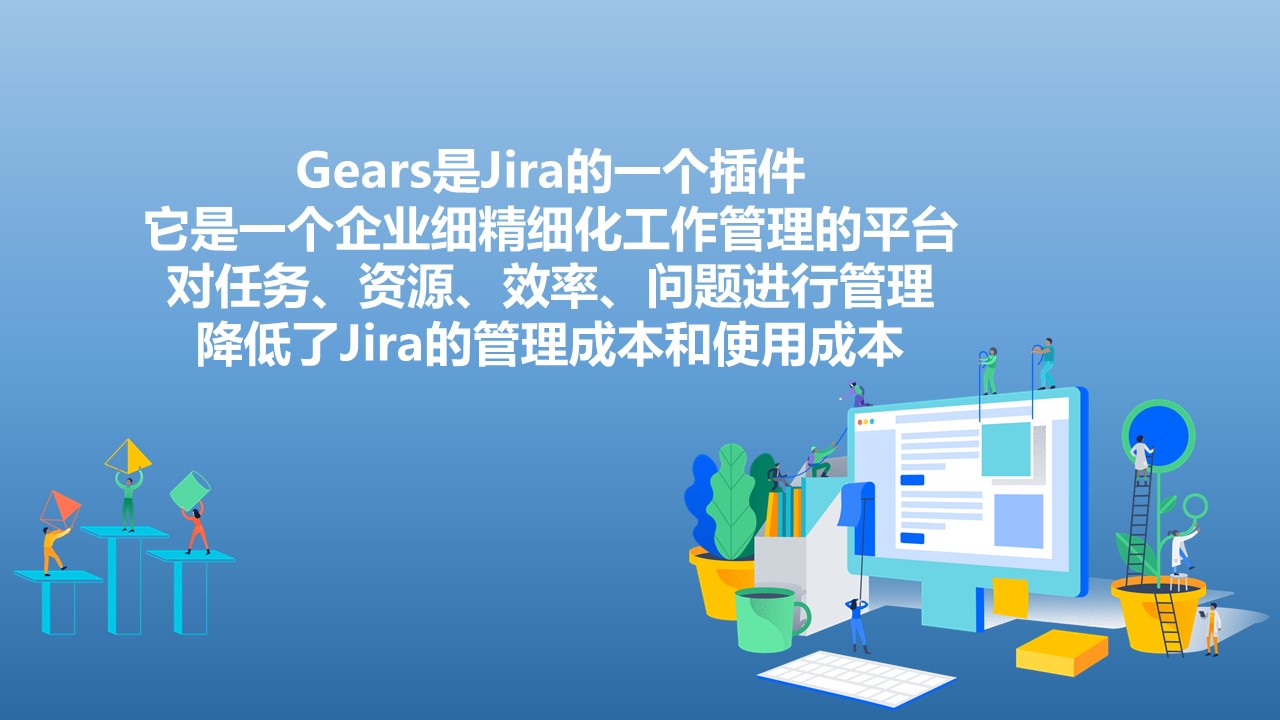 Gears是Jira的一个插件
它是一个企业细精细化工作管理的平台
对任务、资源、效率、问题进行管理
降低了Jira的管理成本和使用成本